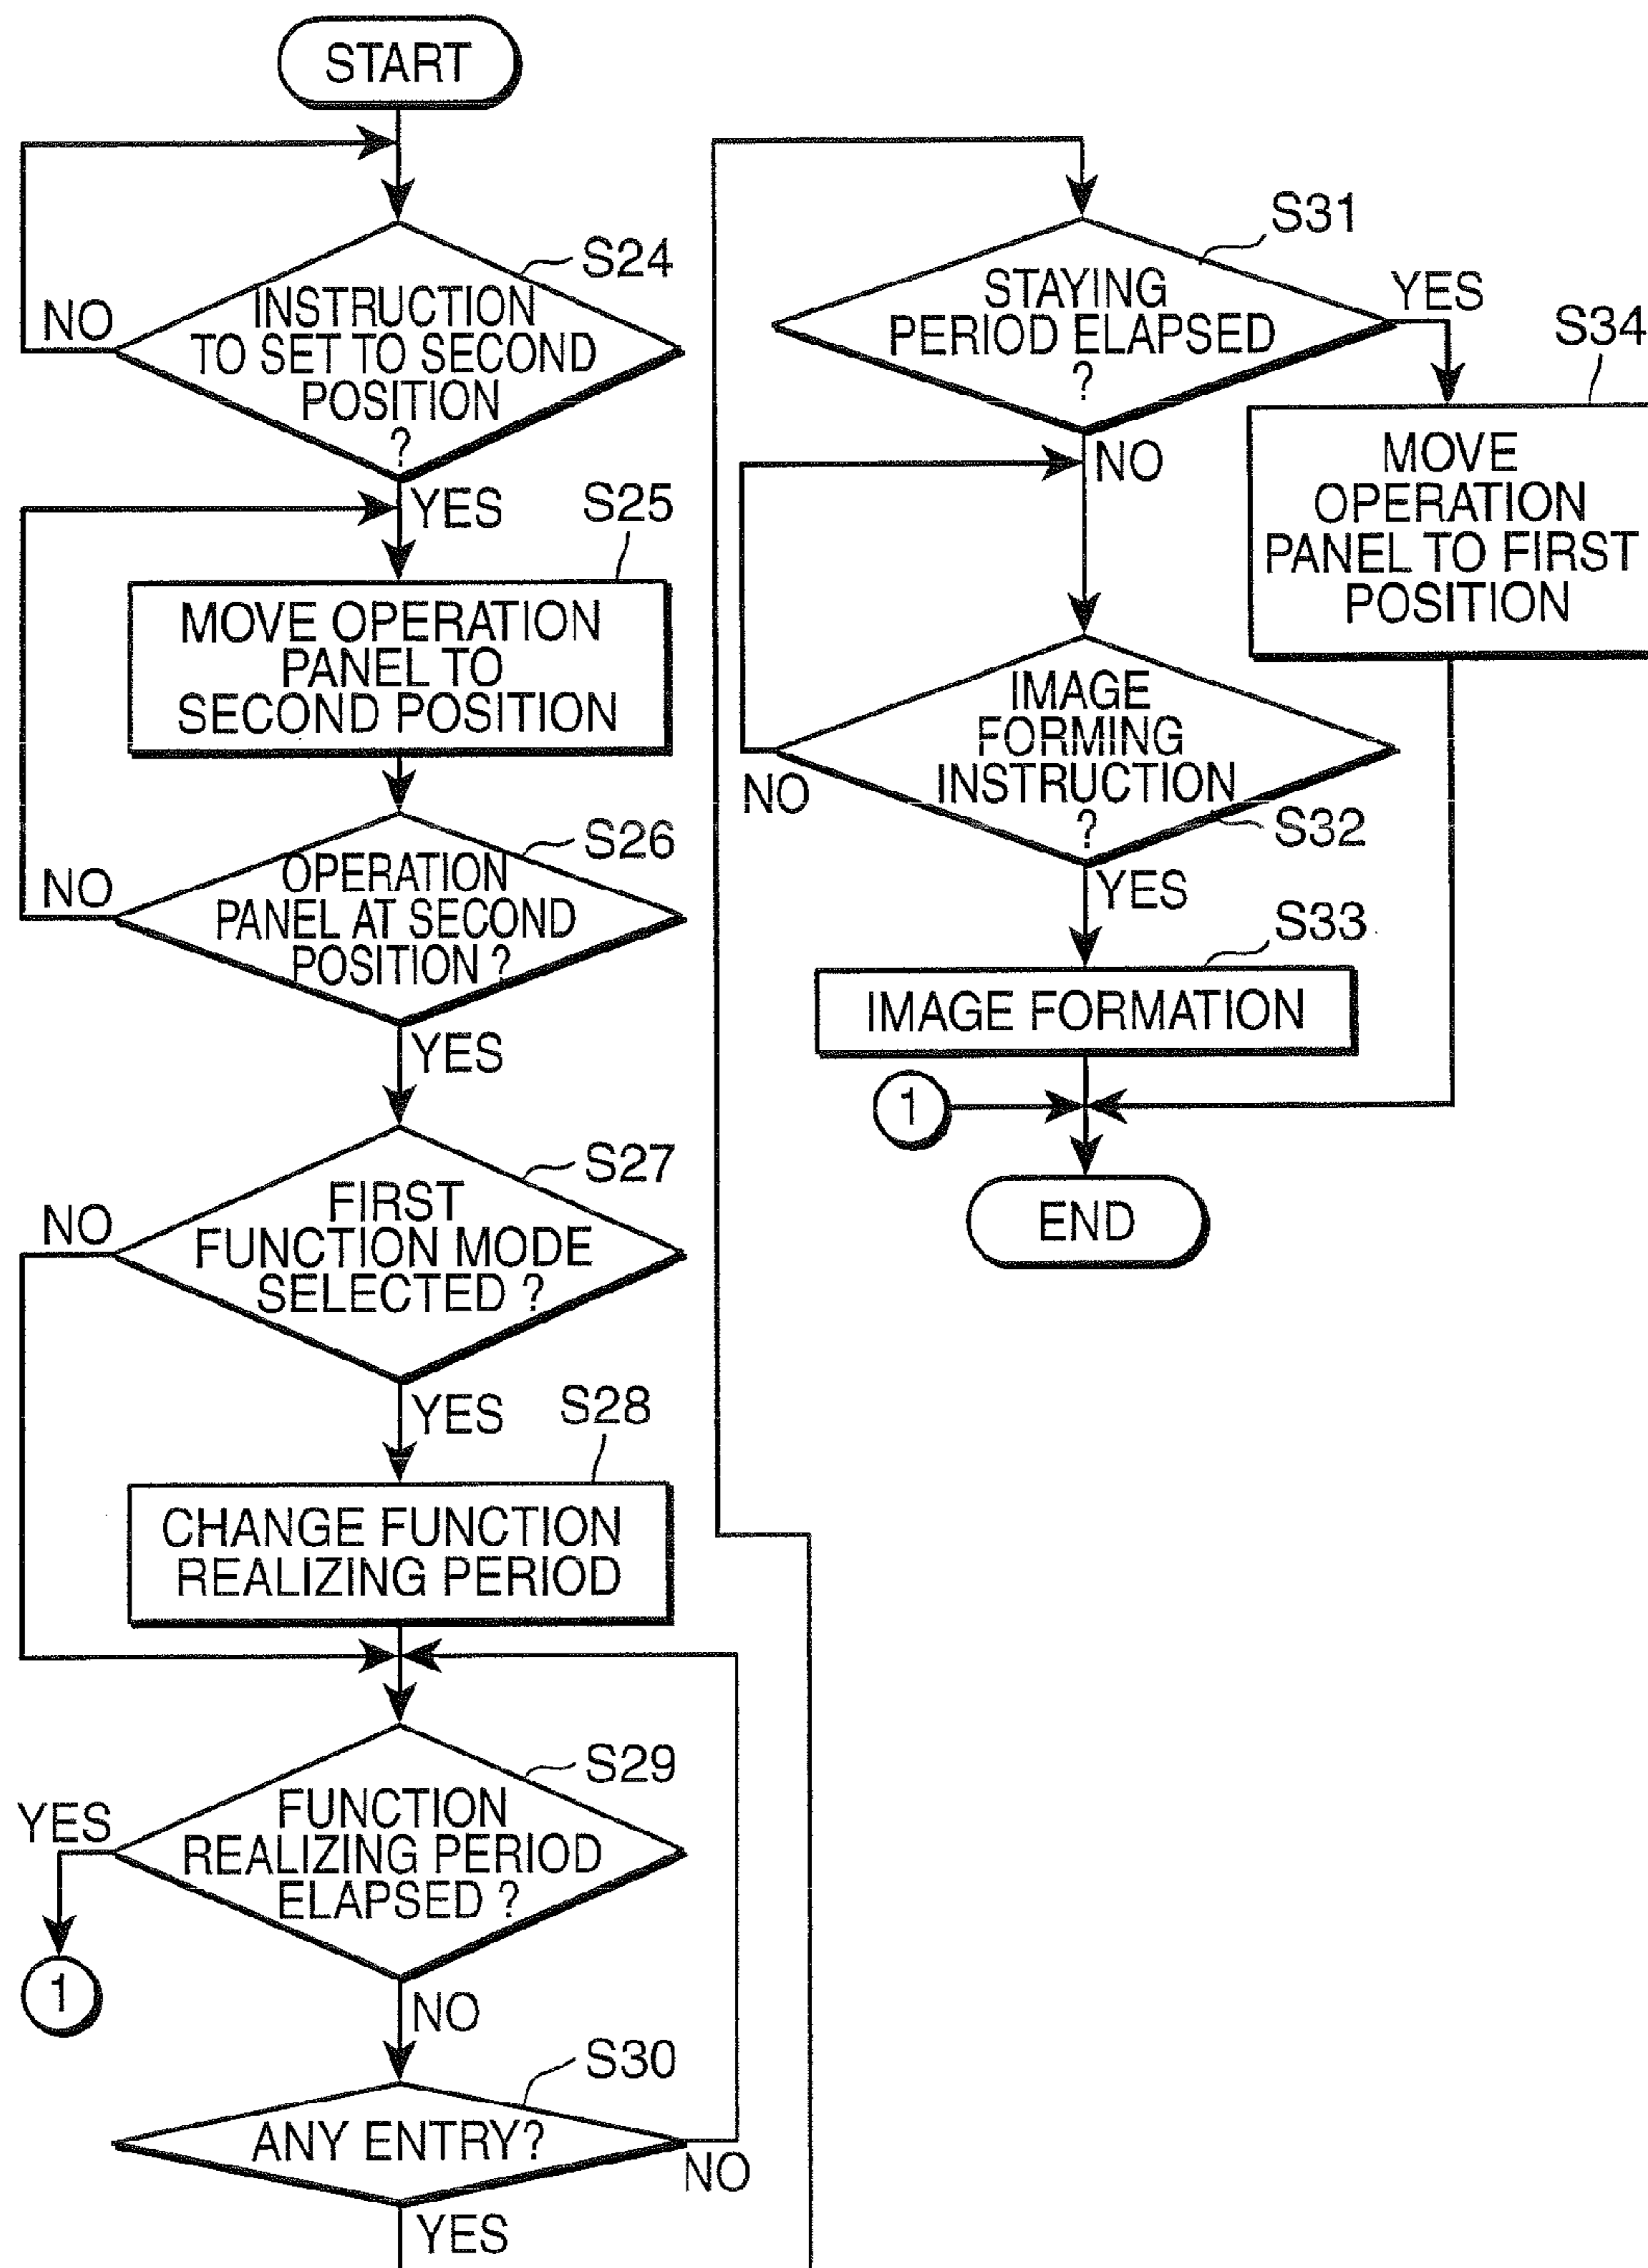 START
S24
INSTRUCTION
TO SET TO SECOND
POSITION
?
NO
YES
S25
MOVE OPERATION
PANEL TO
SECOND POSITION
S26
OPERATION
PANEL AT SECOND
POSITION ?
NO
YES
S27
FIRST
FUNCTION MODE
SELECTED ?
NO
YES
S28
CHANGE FUNCTION
REALIZING PERIOD
S29
FUNCTION
REALIZING PERIOD
ELAPSED ?
YES
1
NO
S30
ANY ENTRY?
NO
YES
S31
STAYING
PERIOD ELAPSED
?
YES
NO
S34
MOVE
OPERATION
PANEL TO FIRST
POSITION
IMAGE
FORMING
INSTRUCTION
?
S32
NO
YES
S33
IMAGE FORMATION
1
END